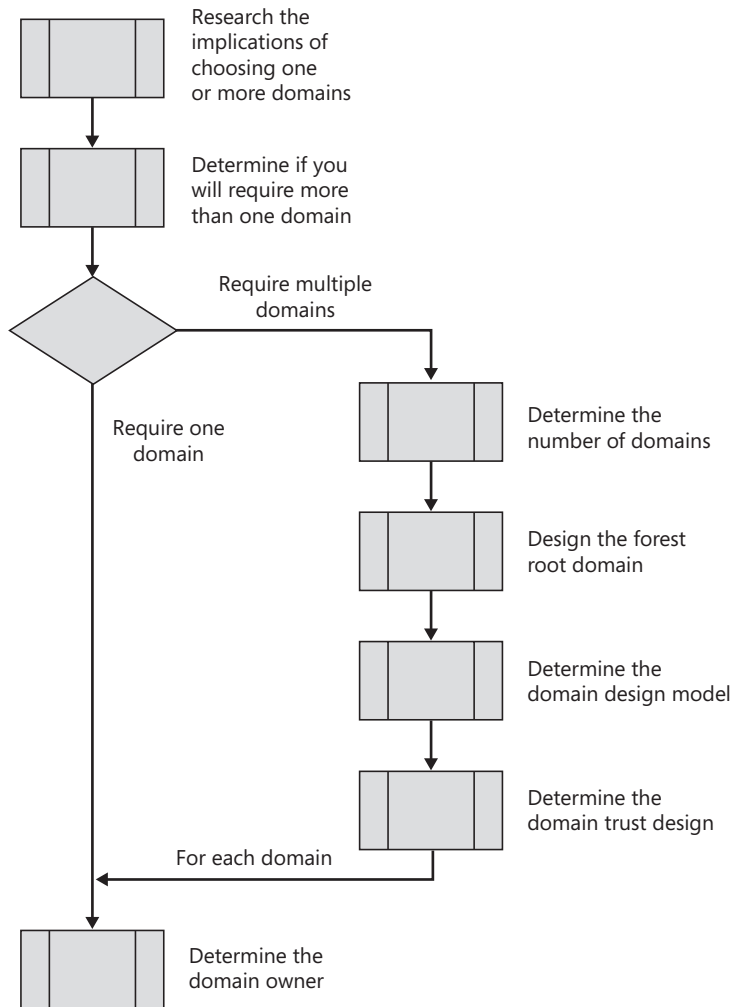 Research the
implications of
choosing one
or more domains
Determine if you
will require more
than one domain
Require multiple
domains
Require one
domain
Determine the
number of domains
Design the forest
root domain
Determine the
domain design model
Determine the
domain trust design
For each domain
Determine the
domain owner